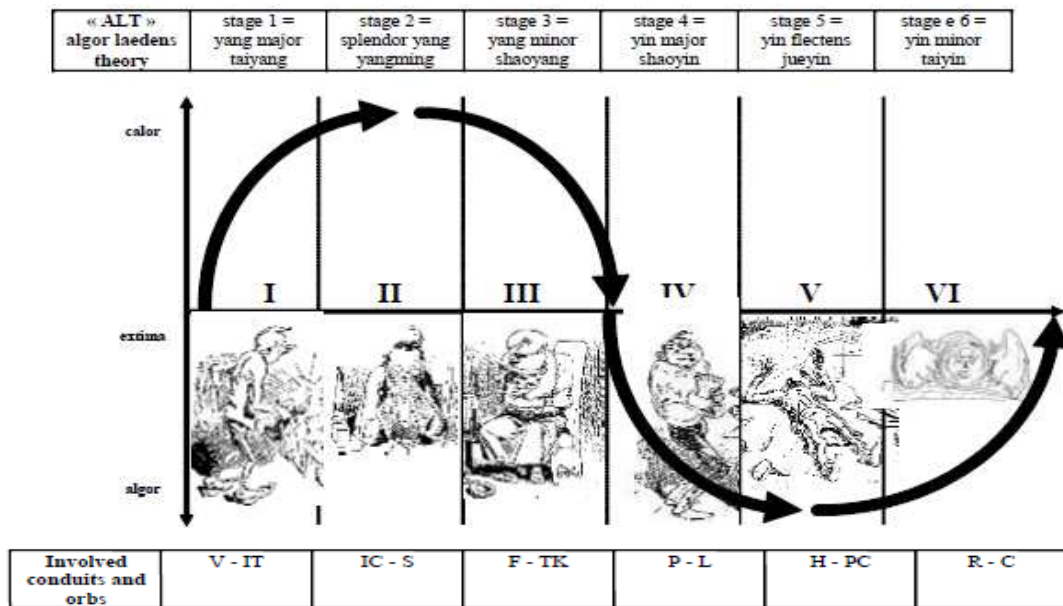 « ALT »
algor laedens
theory
stage 1 =
yang major
taiyang
stage 2 =
splendor yang
yangming
stage 3 =
yang minor
shaoyang
stage 4 =
yin major
shaoyin
stage 5 =
yin flectens
jueyin
stage e 6 =
yin minor
taiyin
calor
I
II
III
IV
V
VI
extima
algor
Involved
conduits and
orbs
V - IT
IC - S
F - TK
P - L
H - PC
R - C